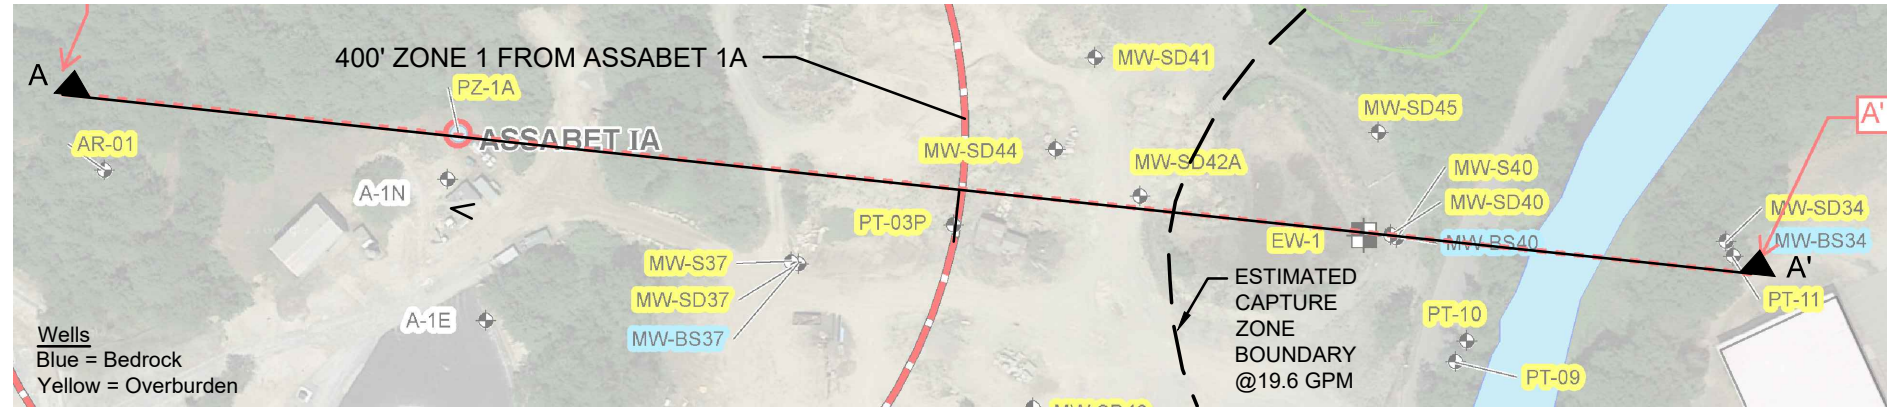 A
400' ZONE 1 FROM ASSABET 1A
MW-SD41
PZ-1A
MW-SD45
A'
AR-01
ASSABET IA
MW-SD44
MW-SD42A
MW-S40
A-1N
MW-SD40
MW-SD34
PT-03P
EW-1
MW-BS40
MW-BS34
MW-S37
A'
MW-SD37
ESTIMATED
CAPTURE
ZONE
BOUNDARY
@19.6 GPM
PT-11
A-1E
PT-10
MW-BS37
PT-09
Wells
Blue = Bedrock
Yellow = Overburden